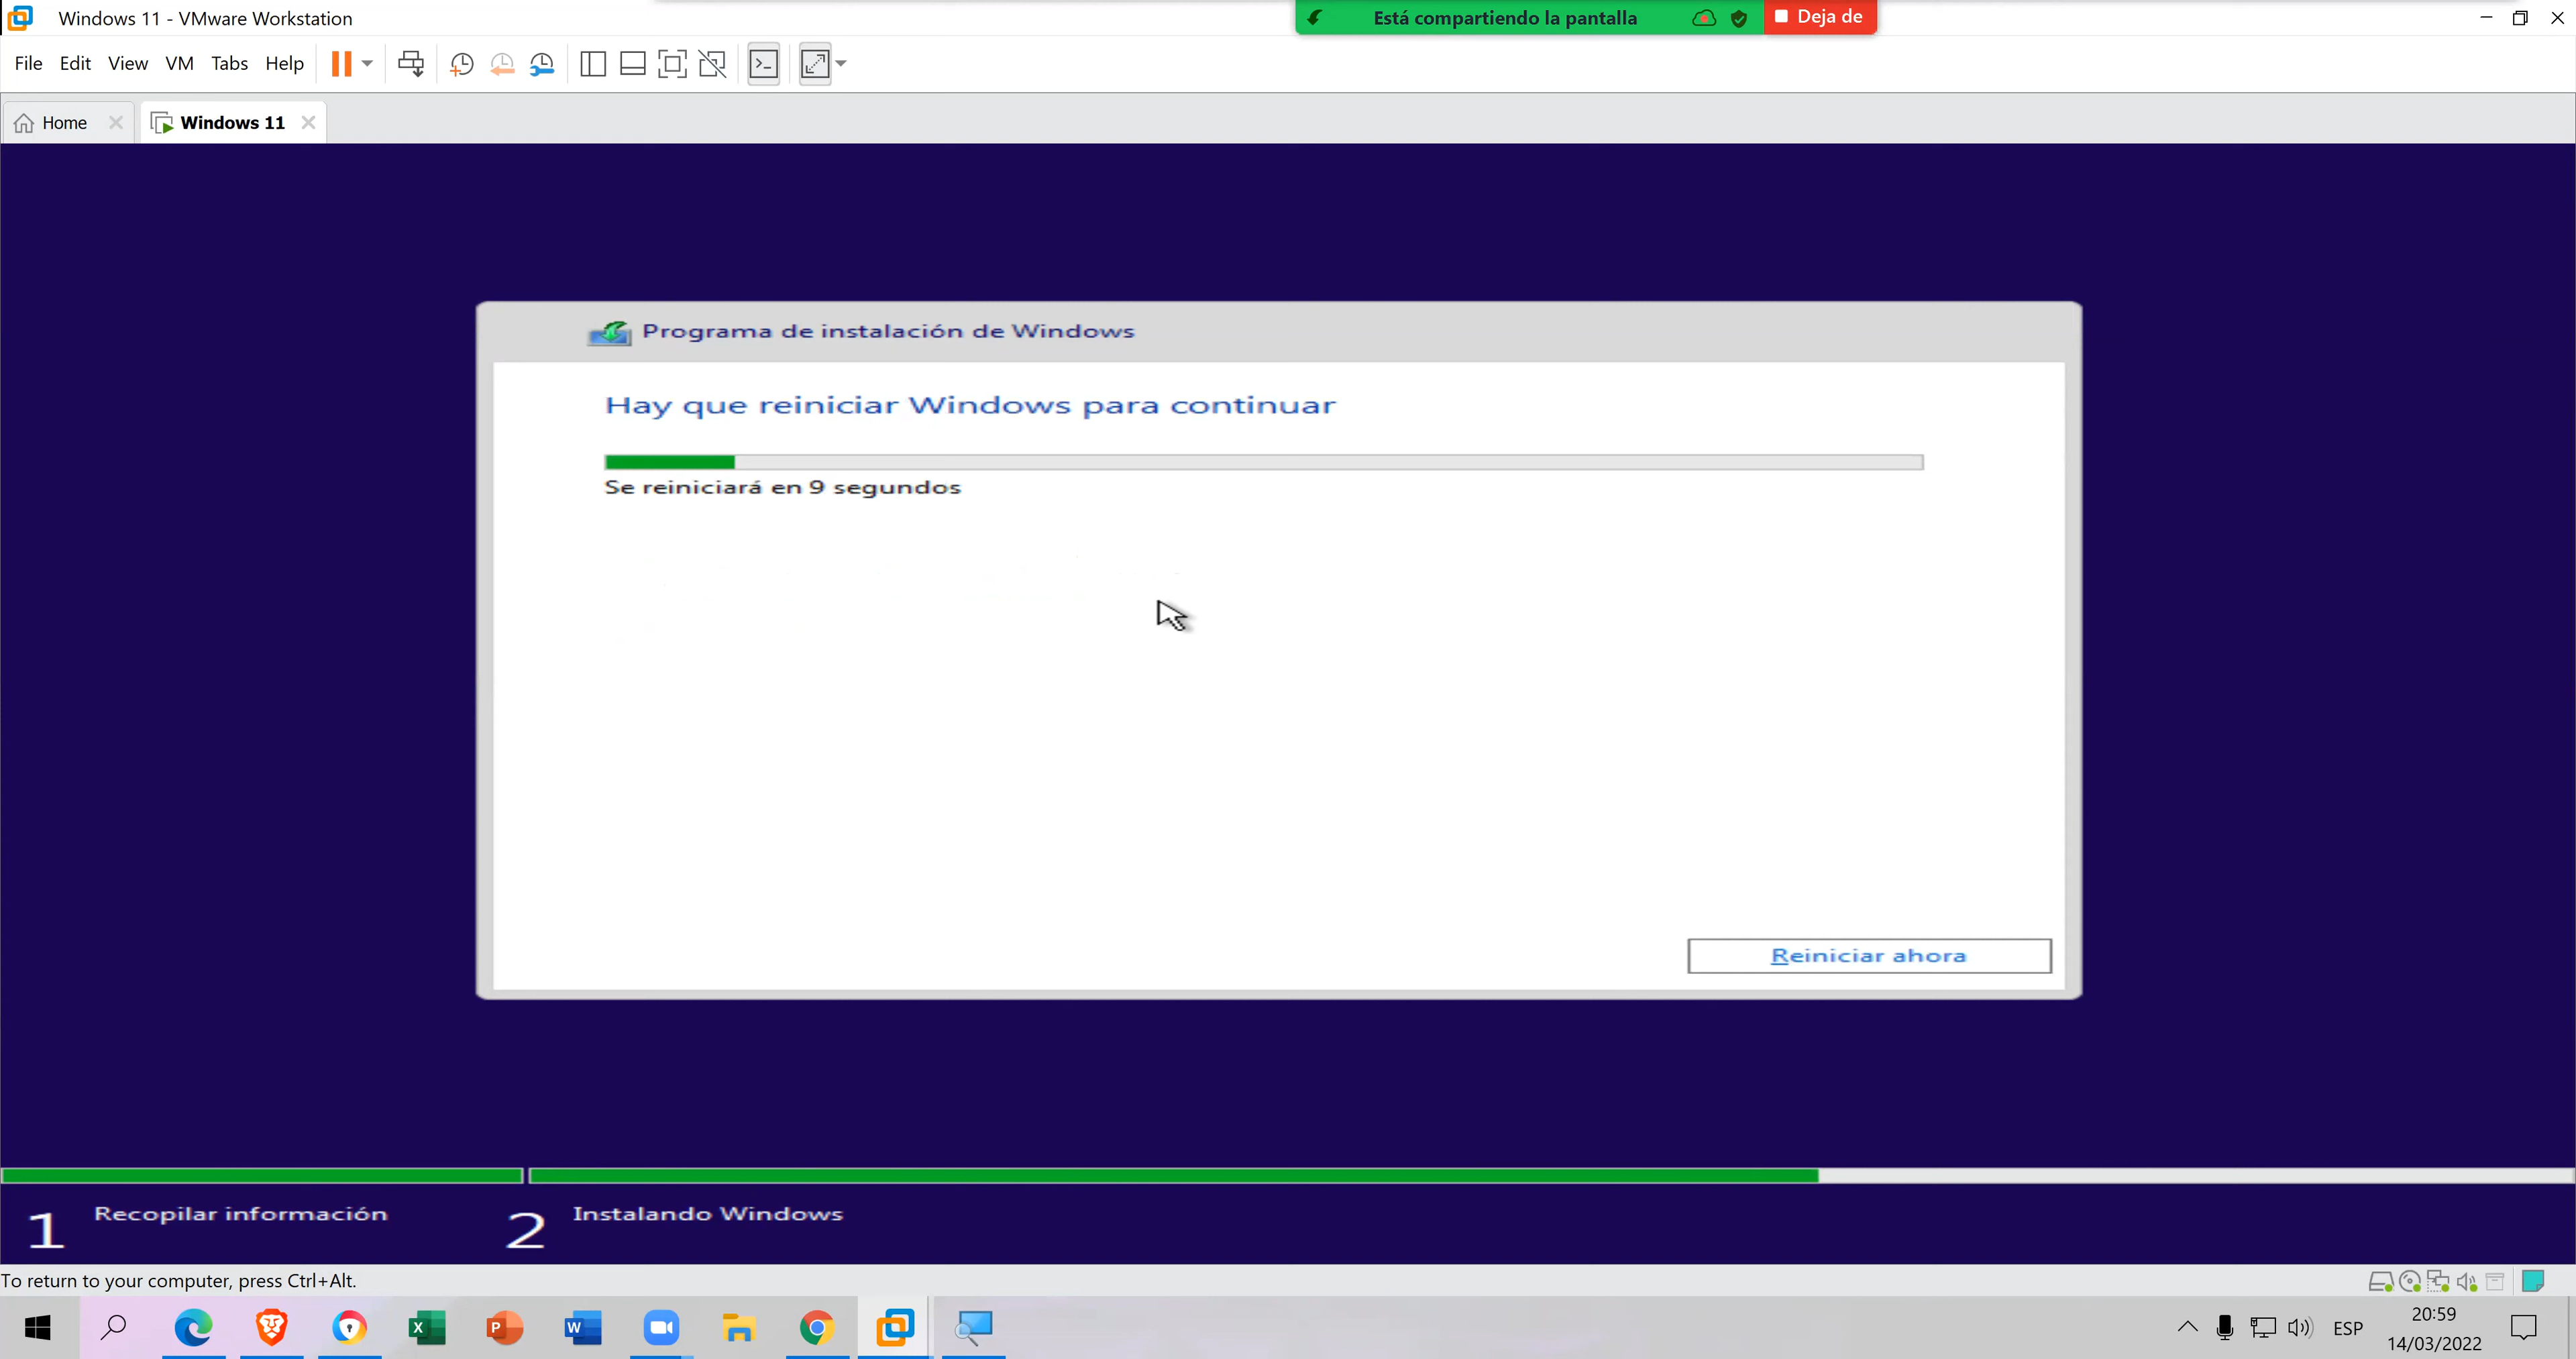 Windows 11 - VMware Workstation
Está compartiendo la pantalla
Deja de
File Edit View VM Tabs Help
Home
Windows 11
Programa de instalación de Windows
Hay que reiniciar Windows para continuar
Se reiniciará en 9 segundos
Reiniciar ahora
1 Recopilar información
2 Instalando Windows
To return to your computer, press Ctrl+Alt.
ESP
20:59
14/03/2022